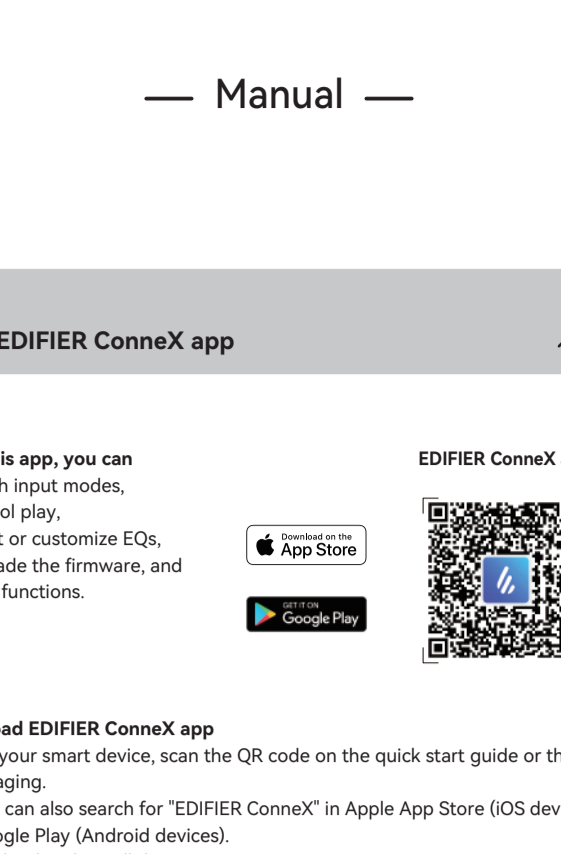 Manual
EDIFIER ConneX app
is app, you can
h input modes,
ol play,
t or customize EQs,
ade the firmware, and
functions.
Download on the
App Store
GET IT ON
Google Play
EDIFIER ConneX
ad EDIFIER ConneX app
your smart device, scan the QR code on the quick start guide or th
aging.
can also search for "EDIFIER ConneX" in Apple App Store (iOS dev
ogle Play (Android devices).